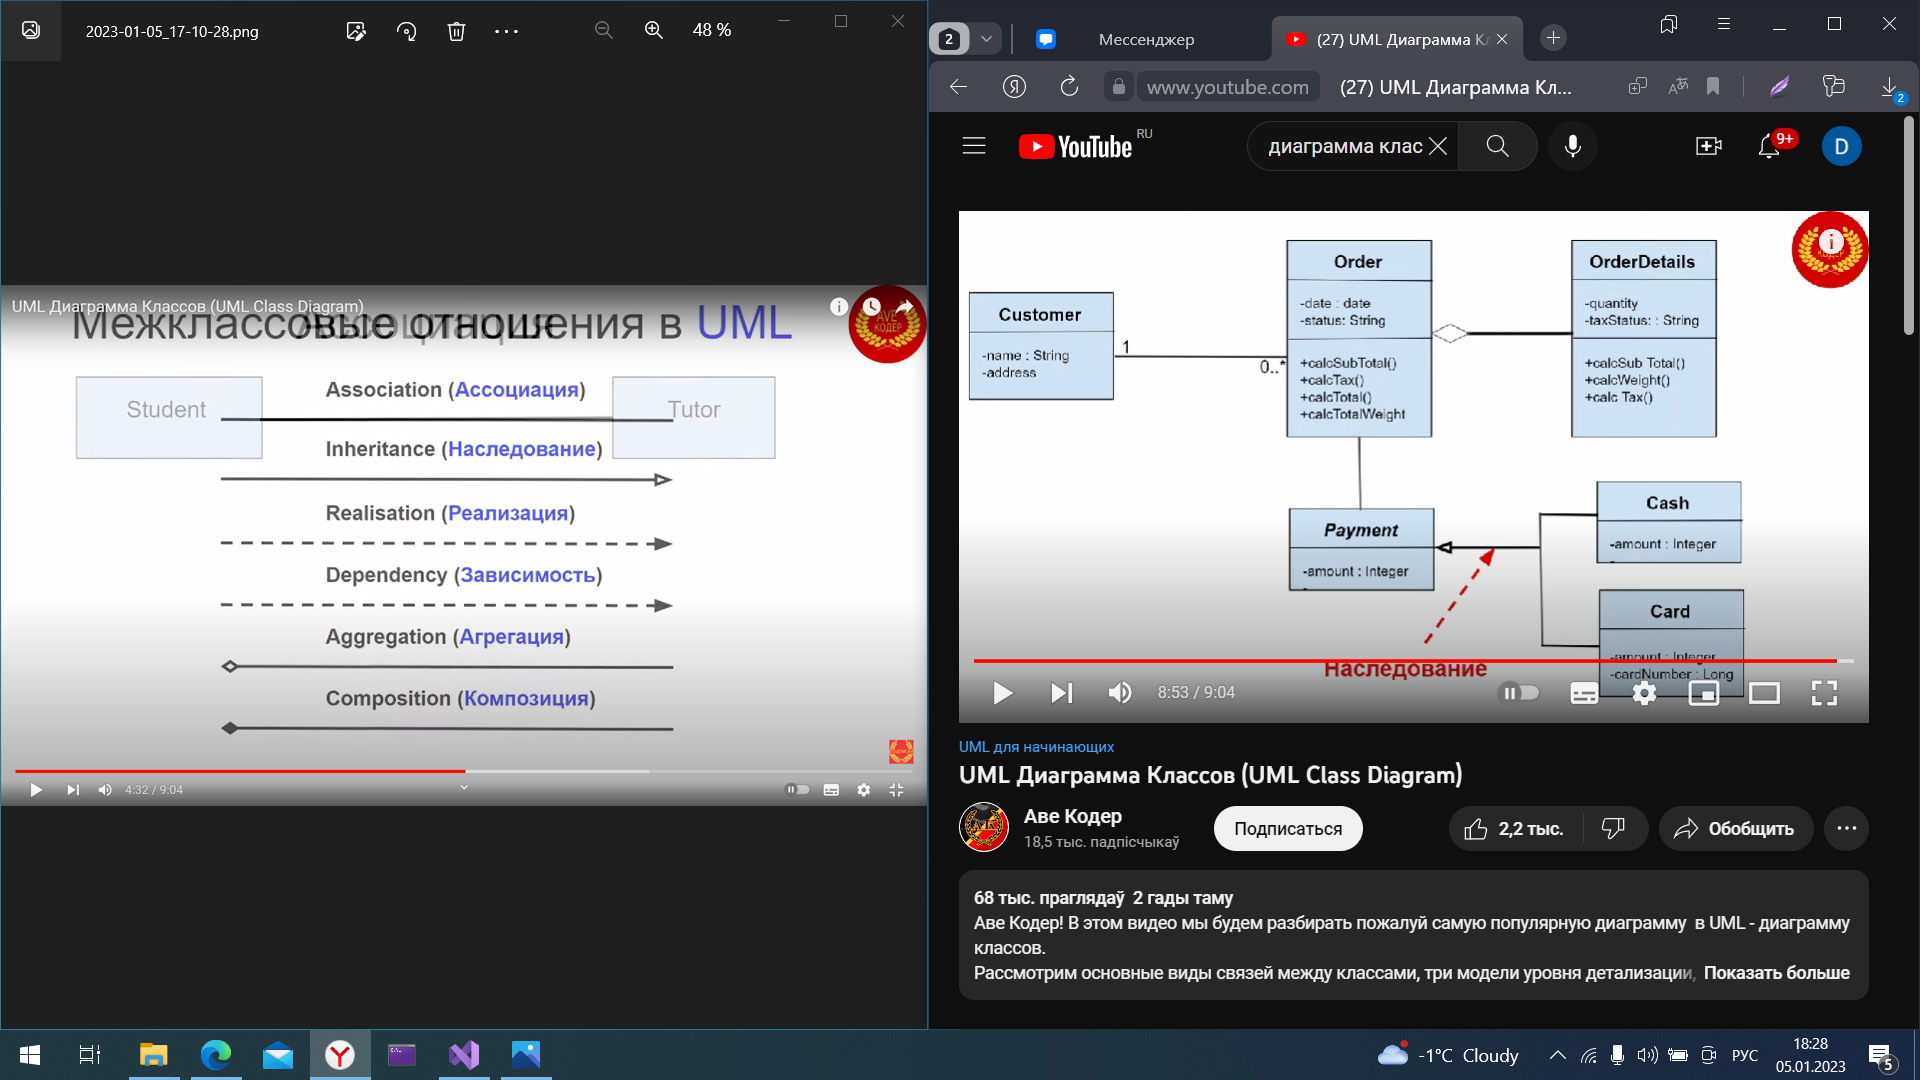 2023-01-05_17-10-28.png
48 %
UML Диаграмма Классов (UML Class Diagram)
Межклассовые отношения в UML
АВЕ
КОДЕР
Student
Tutor
Association (Ассоциация)
Inheritance (Наследование)
Realisation (Реализация)
Dependency (Зависимость)
Aggregation (Агрегация)
Composition (Композиция)
4:32 / 9:04
2
Мессенджер
(27) UML Диаграмма К
www.youtube.com
(27) UML Диаграмма Кл...
2
YouTube
RU
диаграмма клас
9+
D
Customer
-name : String
-address
1
0..*
Order
-date : date
-status: String
+calcSubTotal()
+calcTax()
+calcTotal()
+calcTotalWeight
OrderDetails
-quantity
-taxStatus: : String
+calcSub Total()
+calcWeight()
+calc Tax()
Payment
-amount : Integer
Cash
-amount : Integer
Card
-amount : Integer
-cardNumber : Long
Наследование
8:53 / 9:04
UML для начинающих
UML Диаграмма Классов (UML Class Diagram)
Аве Кодер
18,5 тыс. падпісчыкаў
Подписаться
2,2 тыс.
Обобщить
68 тыс. праглядаў 2 гады таму
Аве Кодер! В этом видео мы будем разбирать пожалуй самую популярную диаграмму в UML - диаграмму
классов.
Рассмотрим основные виды связей между классами, три модели уровня детализации, Показать больше
-1°C Cloudy
РУС
18:28
05.01.2023
5